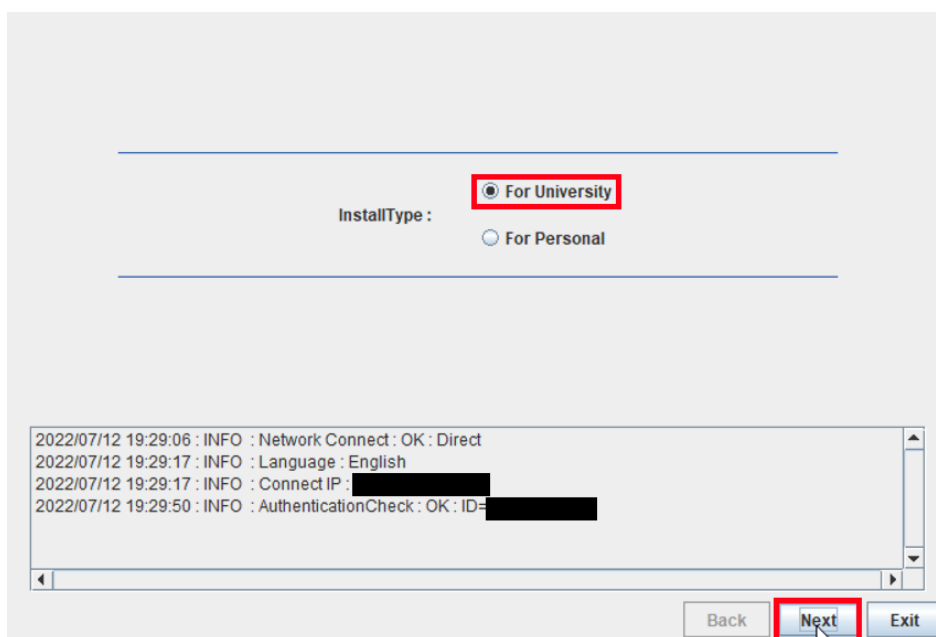 For University
InstallType :
For Personal
2022/07/12 19:29:06 : INFO : Network Connect : OK : Direct
2022/07/12 19:29:17 : INFO : Language : English
2022/07/12 19:29:17 : INFO : Connect IP :
2022/07/12 19:29:50 : INFO : AuthenticationCheck : OK : ID=
Back Next Exit